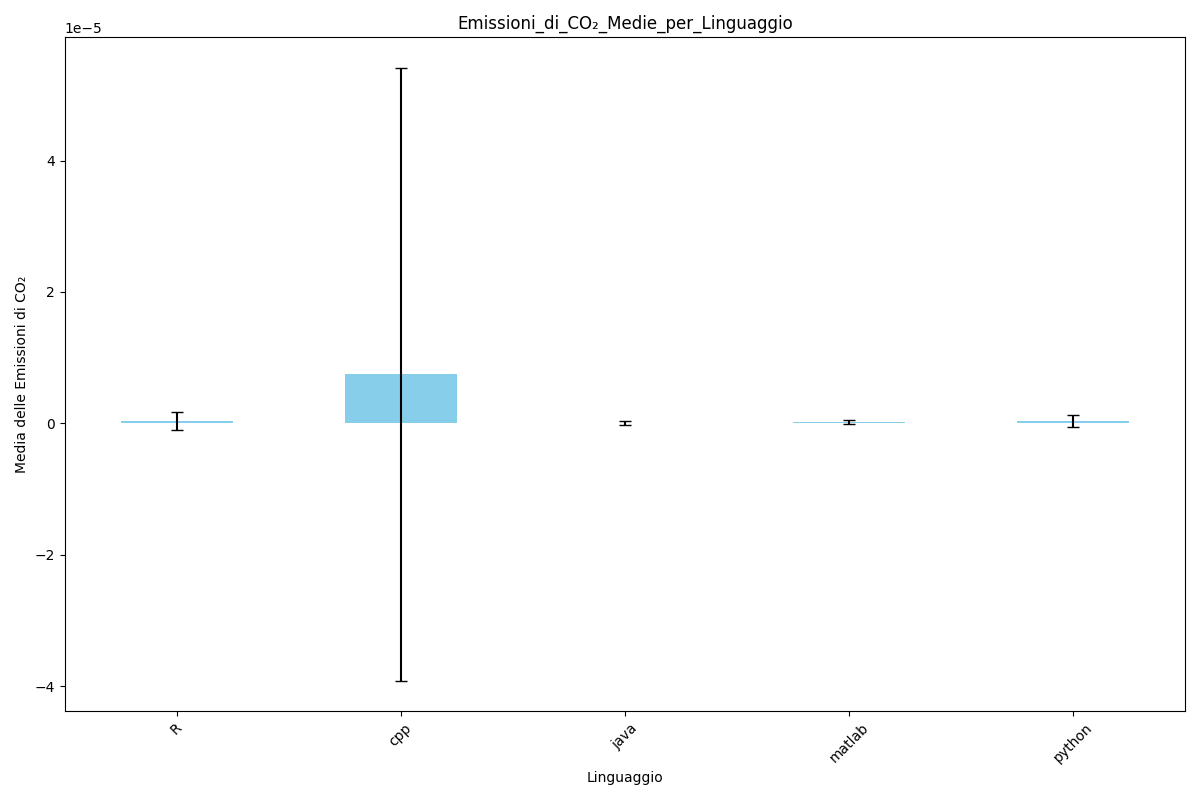 Emissioni_di_CO₂_Medie_per_Linguaggio
1e−5
4
2
0
−2
−4
Media delle Emissioni di CO₂
R
cpp
java
matlab
python
Linguaggio